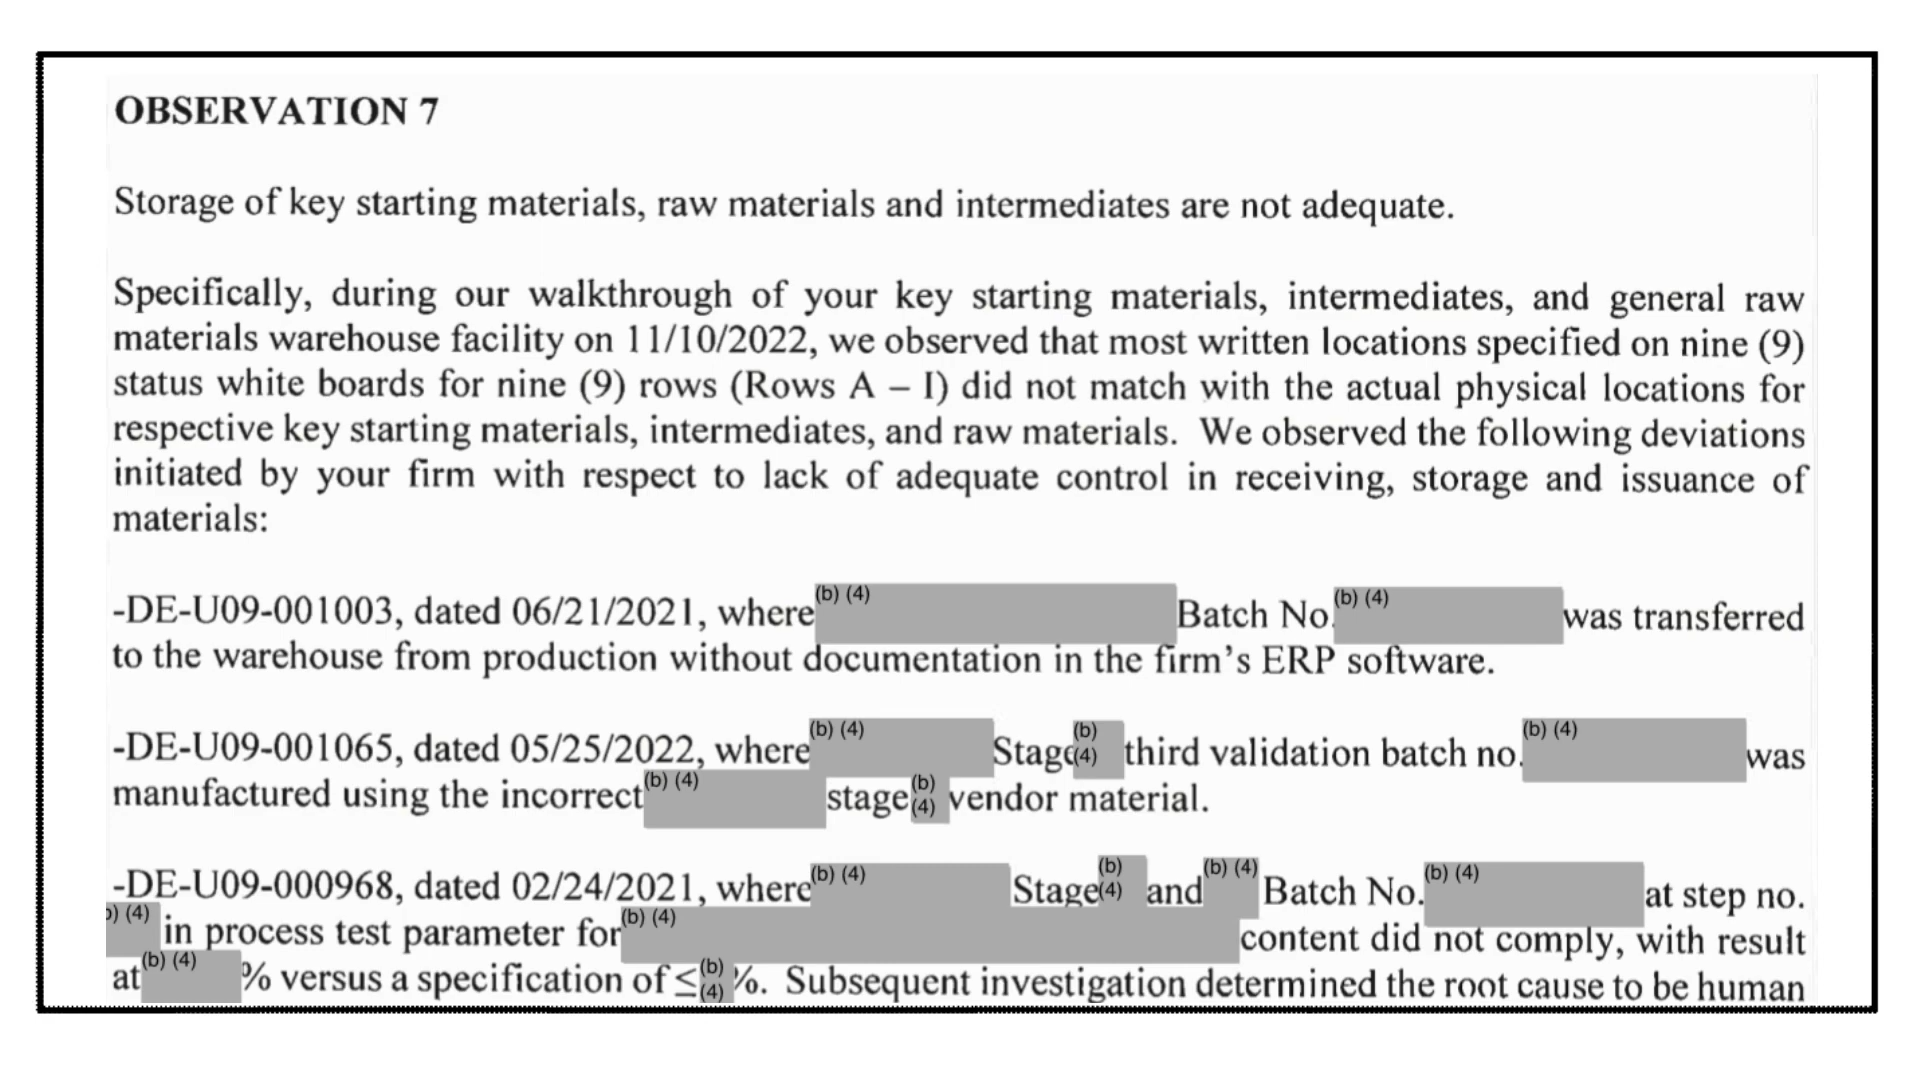 OBSERVATION 7
Storage of key starting materials, raw materials and intermediates are not adequate.
Specifically, during our walkthrough of your key starting materials, intermediates, and general raw
materials warehouse facility on 11/10/2022, we observed that most written locations specified on nine (9)
status white boards for nine (9) rows (Rows A – I) did not match with the actual physical locations for
respective key starting materials, intermediates, and raw materials. We observed the following deviations
initiated by your firm with respect to lack of adequate control in receiving, storage and issuance of
materials:
-DE-U09-001003, dated 06/21/2021, where (b) (4) Batch No. (b) (4) was transferred
to the warehouse from production without documentation in the firm's ERP software.
-DE-U09-001065, dated 05/25/2022, where (b) (4) Stage (b) (4) third validation batch no. (b) (4) was
manufactured using the incorrect (b) (4) stage (b) (4) vendor material.
-DE-U09-000968, dated 02/24/2021, where (b) (4) Stage (b) (4) and (b) (4) Batch No. (b) (4) at step no.
(b) (4) in process test parameter for (b) (4) content did not comply, with result
at (b) (4) % versus a specification of ≤ (b) (4) %. Subsequent investigation determined the root cause to be human